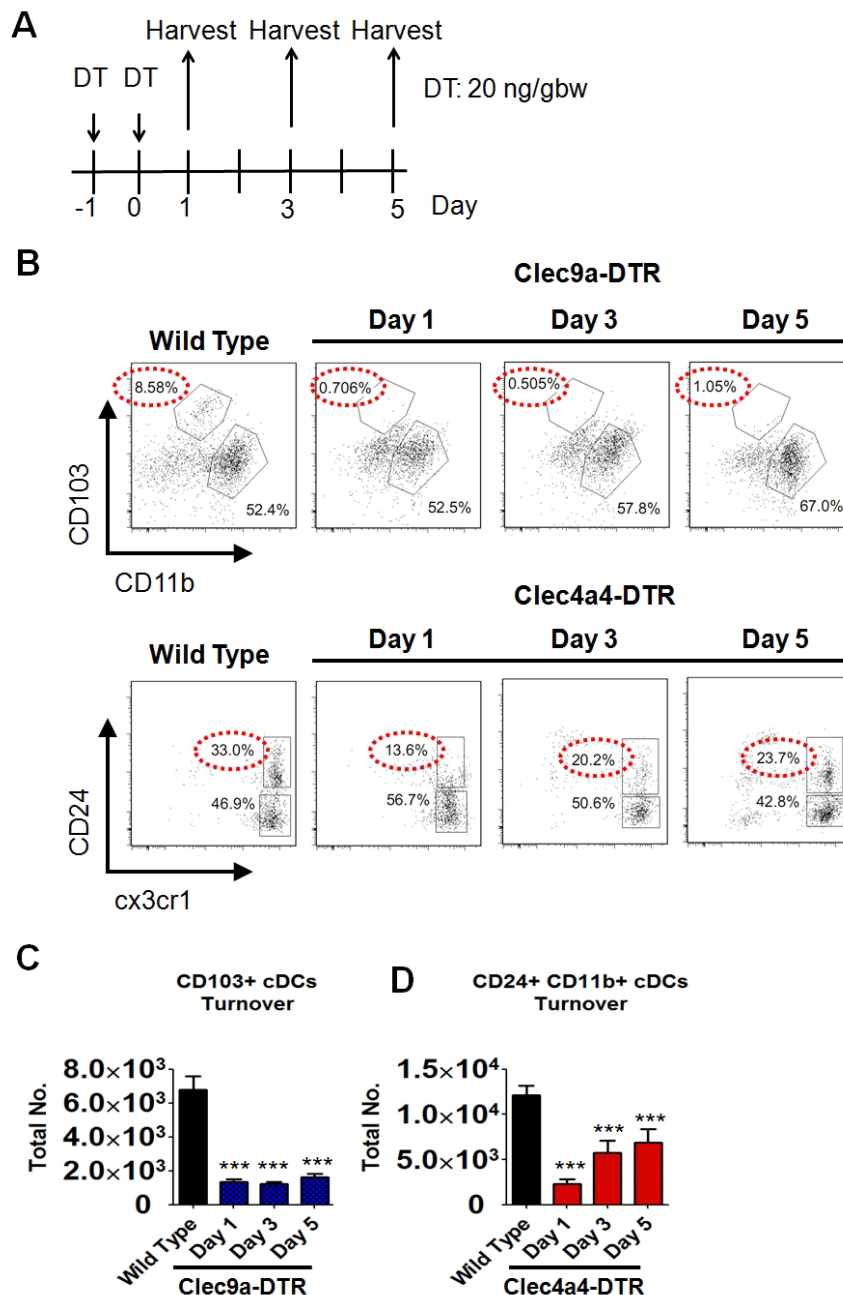 A
Harvest Harvest Harvest
DT DT
DT: 20 ng/gbw
-1 0 1 3 5 Day
B
Clec9a-DTR
Wild Type Day 1 Day 3 Day 5
8.58% 0.706% 0.505% 1.05%
52.4% 52.5% 57.8% 67.0%
CD103
CD11b
Clec4a4-DTR
Wild Type Day 1 Day 3 Day 5
33.0% 13.6% 20.2% 23.7%
46.9% 56.7% 50.6% 42.8%
CD24
cx3cr1
C
CD103+ cDCs
Turnover
Total No.
8.0×10³
6.0×10³
4.0×10³
2.0×10³
0
*** *** ***
Wild Type Day 1 Day 3 Day 5
Clec9a-DTR
D
CD24+ CD11b+ cDCs
Turnover
Total No.
1.5×10⁴
1.0×10⁴
5.0×10³
0
*** *** ***
Wild Type Day 1 Day 3 Day 5
Clec4a4-DTR